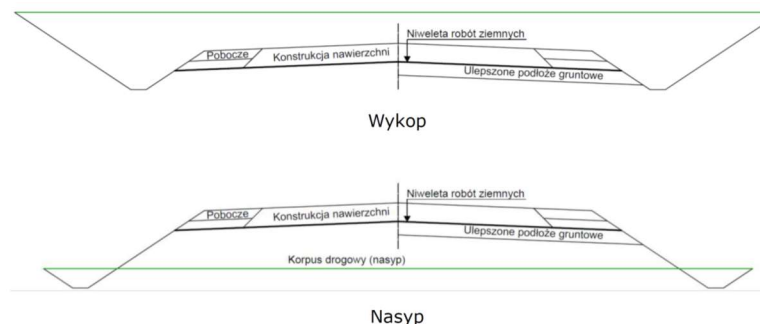 Niweleta robót ziemnych
Pobocze
Konstrukcja nawierzchni
Ulepszone podłoże gruntowe
Wykop
Niweleta robót ziemnych
Pobocze
Konstrukcja nawierzchni
Ulepszone podłoże gruntowe
Korpus drogowy (nasyp)
Nasyp